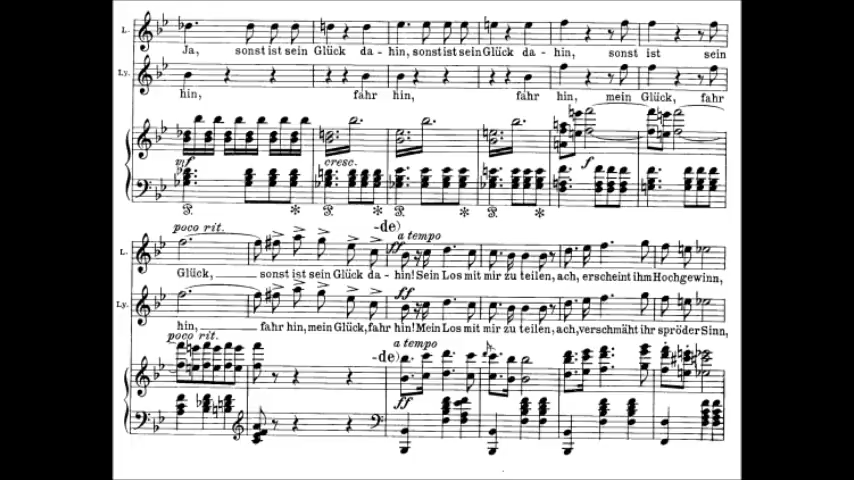 L.
Ja, sonst ist sein Glück da-hin, sonst ist sein Glück da-hin, sonst ist sein
Ly.
hin, fahr hin, fahr hin, mein Glück, fahr
mf cresc. f
-de)
poco rit. a tempo
ff
L.
Glück, sonst ist sein Glück da-hin! Sein Los mit mir zu teilen, ach, erscheint ihm Hochgewinn,
ff
Ly.
hin, fahr hin, mein Glück, fahr hin! Mein Los mit mir zu teilen, ach, verschmäht ihr spröder Sinn,
poco rit. a tempo
-de)
ff